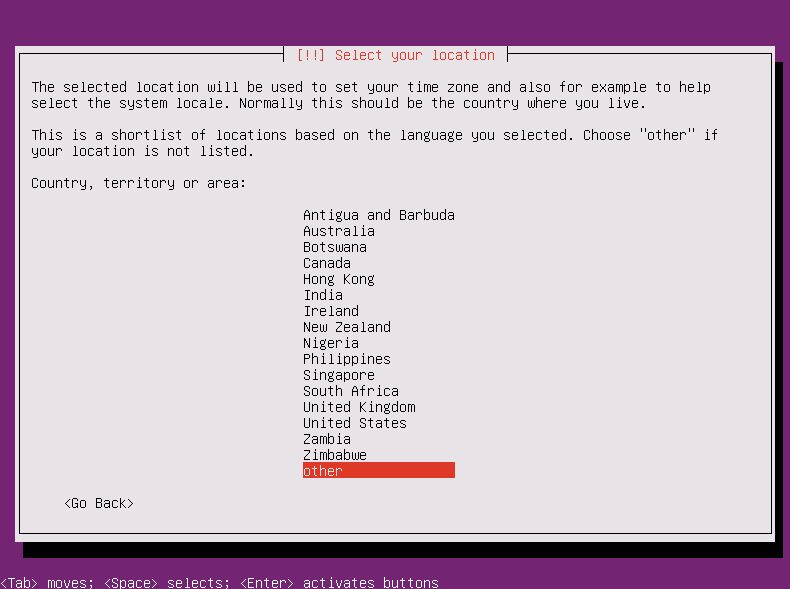 [!!] Select your location
The selected location will be used to set your time zone and also for example to help
select the system locale. Normally this should be the country where you live.
This is a shortlist of locations based on the language you selected. Choose "other" if
your location is not listed.
Country, territory or area:
Antigua and Barbuda
Australia
Botswana
Canada
Hong Kong
India
Ireland
New Zealand
Nigeria
Philippines
Singapore
South Africa
United Kingdom
United States
Zambia
Zimbabwe
other
<Go Back>
<Tab> moves; <Space> selects; <Enter> activates buttons